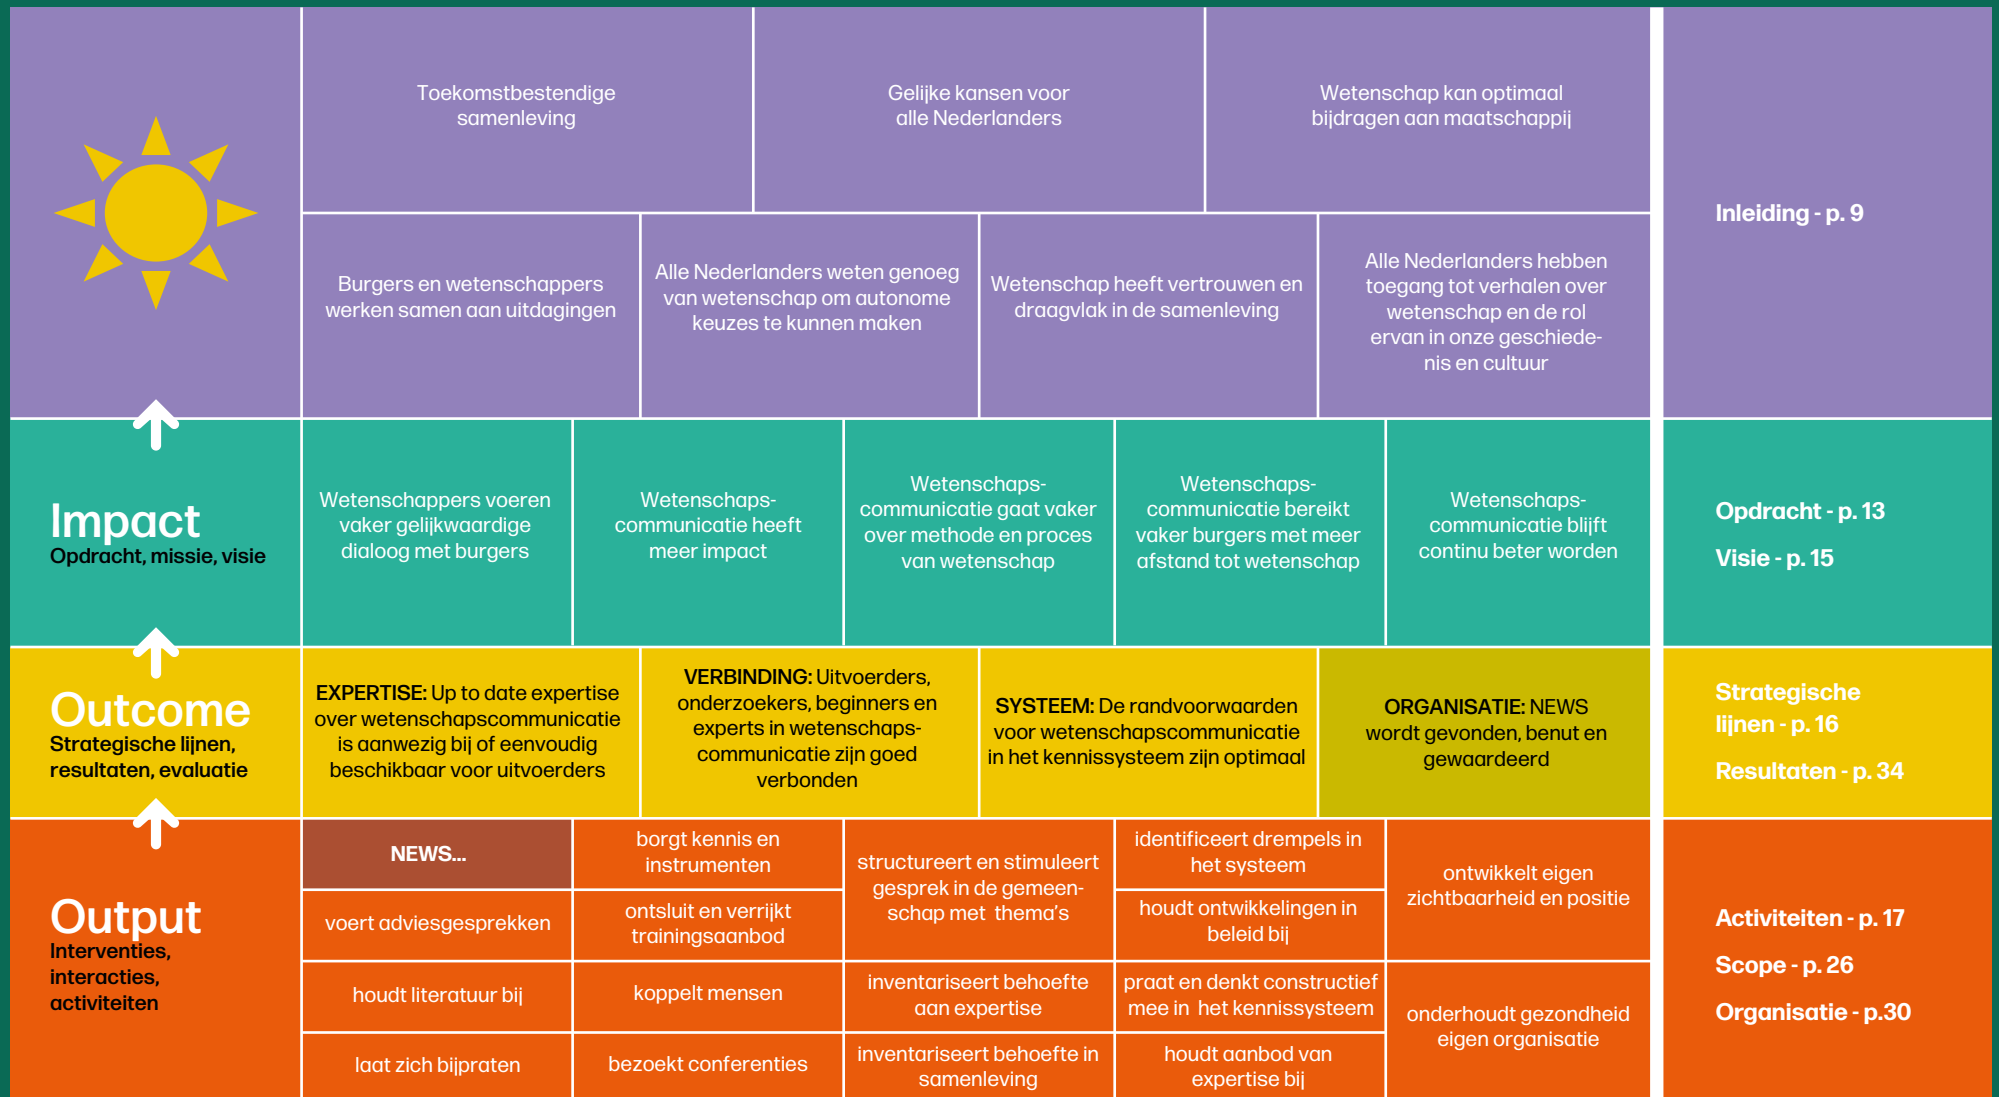 Toekomstbestendige
samenleving
Gelijke kansen voor
alle Nederlanders
Wetenschap kan optimaal
bijdragen aan maatschappij
Burgers en wetenschappers
werken samen aan uitdagingen
Alle Nederlanders weten genoeg
van wetenschap om autonome
keuzes te kunnen maken
Wetenschap heeft vertrouwen en
draagvlak in de samenleving
Alle Nederlanders hebben
toegang tot verhalen over
wetenschap en de rol
ervan in onze geschiede-
nis en cultuur
Inleiding - p. 9
Impact
Opdracht, missie, visie
Wetenschappers voeren
vaker gelijkwaardige
dialoog met burgers
Wetenschaps-
communicatie heeft
meer impact
Wetenschaps-
communicatie gaat vaker
over methode en proces
van wetenschap
Wetenschaps-
communicatie bereikt
vaker burgers met meer
afstand tot wetenschap
Wetenschaps-
communicatie blijft
continu beter worden
Opdracht - p. 13
Visie - p. 15
Outcome
Strategische lijnen,
resultaten, evaluatie
EXPERTISE: Up to date expertise
over wetenschapscommunicatie
is aanwezig bij of eenvoudig
beschikbaar voor uitvoerders
VERBINDING: Uitvoerders,
onderzoekers, beginners en
experts in wetenschaps-
communicatie zijn goed
verbonden
SYSTEEM: De randvoorwaarden
voor wetenschapscommunicatie
in het kennissysteem zijn optimaal
ORGANISATIE: NEWS
wordt gevonden, benut en
gewaardeerd
Strategische
lijnen - p. 16
Resultaten - p. 34
Output
Interventies,
interacties,
activiteiten
NEWS...
voert adviesgesprekken
houdt literatuur bij
laat zich bijpraten
borgt kennis en
instrumenten
ontsluit en verrijkt
trainingsaanbod
koppelt mensen
bezoekt conferenties
structureert en stimuleert
gesprek in de gemeen-
schap met thema's
inventariseert behoefte
aan expertise
inventariseert behoefte in
samenleving
identificeert drempels in
het systeem
houdt ontwikkelingen in
beleid bij
praat en denkt constructief
mee in het kennissysteem
houdt aanbod van
expertise bij
ontwikkelt eigen
zichtbaarheid en positie
onderhoudt gezondheid
eigen organisatie
Activiteiten - p. 17
Scope - p. 26
Organisatie - p.30